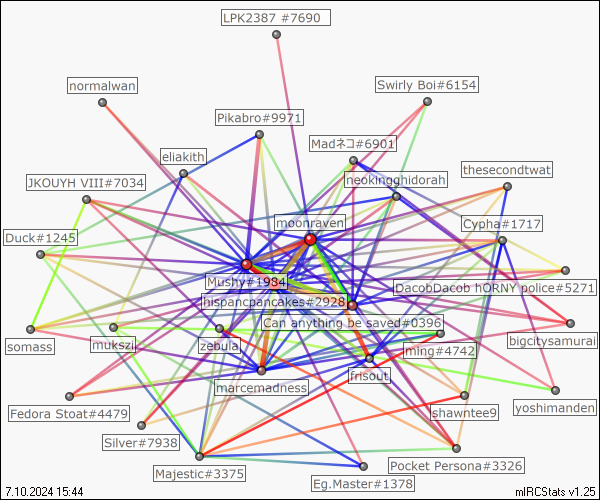 LPK2387 #7690
normalwan
Swirly Boi#6154
Pikabro#9971
Madネコ#6901
eliakith
thesecondtwat
JKOUYH VIII#7034
neokingghidorah
moonraven
Cypha#1717
Duck#1245
Mushy#1984
DacobDacob hORNY police#5271
hispancpancakes#2928
Can anything be saved#0396
somass
mukszi
zebula
ming#4742
bigcitysamurai
marcemadness
frisout
Fedora Stoat#4479
shawntee9
yoshimanden
Silver#7938
Majestic#3375
Pocket Persona#3326
Eg.Master#1378
7.10.2024 15:44
mIRCStats v1.25